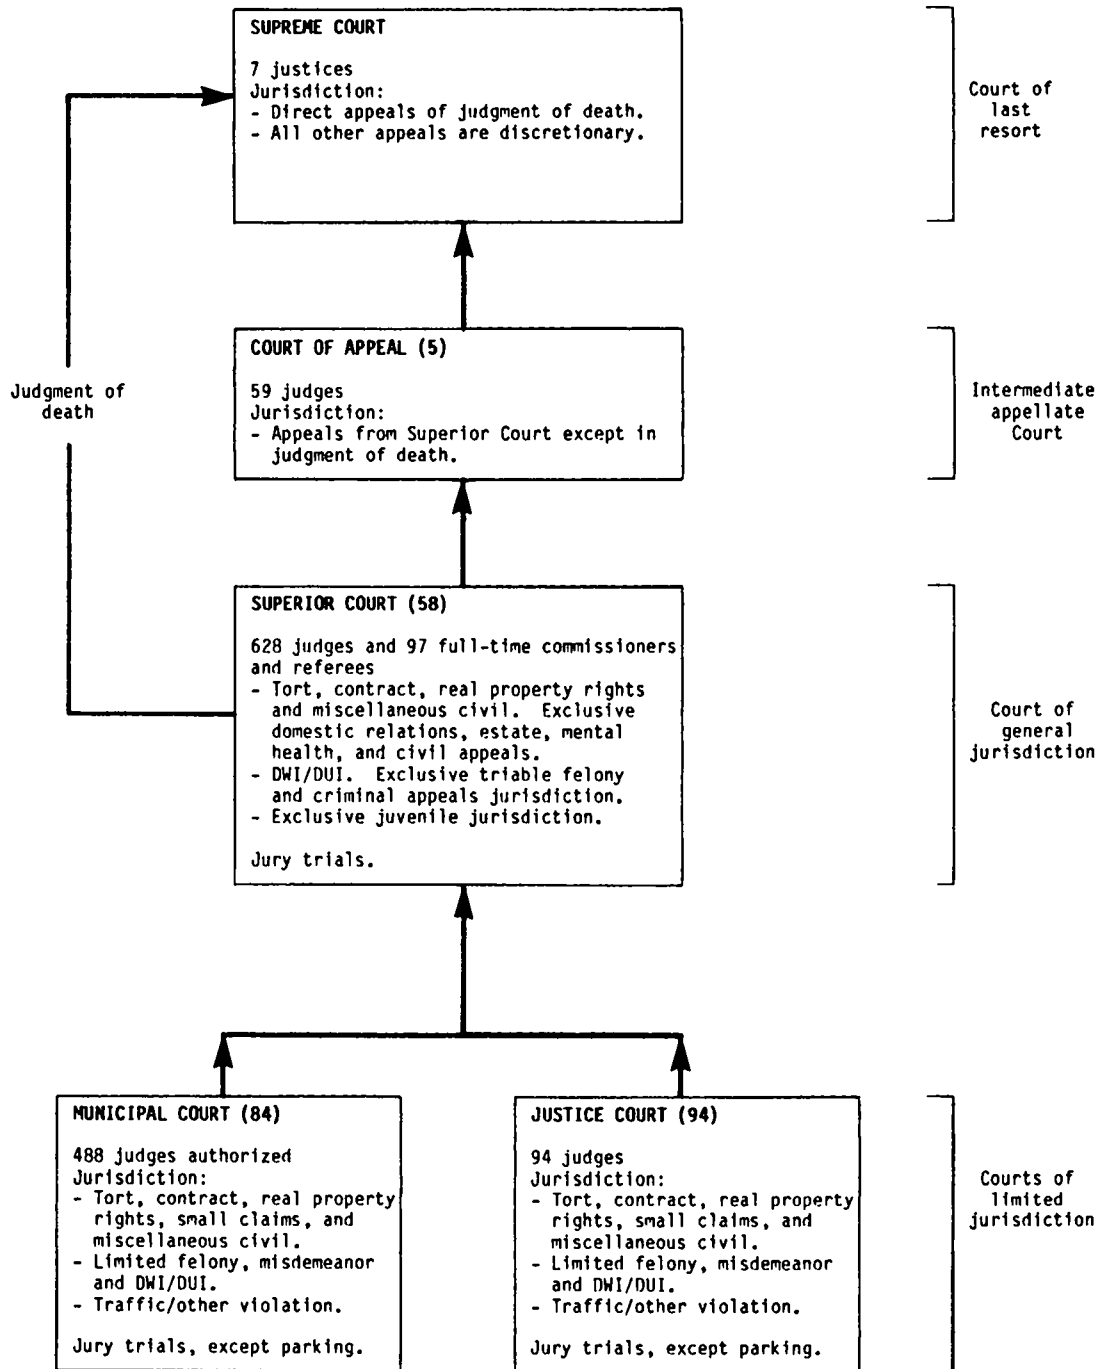 SUPREME COURT
7 justices
Jurisdiction:
- Direct appeals of judgment of death.
- All other appeals are discretionary.
Court of
last
resort
Judgment of
death
COURT OF APPEAL (5)
59 judges
Jurisdiction:
- Appeals from Superior Court except in
judgment of death.
Intermediate
appellate
Court
SUPERIOR COURT (58)
628 judges and 97 full-time commissioners
and referees
- Tort, contract, real property rights
and miscellaneous civil. Exclusive
domestic relations, estate, mental
health, and civil appeals.
- DWI/DUI. Exclusive triable felony
and criminal appeals jurisdiction.
- Exclusive juvenile jurisdiction.
Jury trials.
Court of
general
jurisdiction
MUNICIPAL COURT (84)
488 judges authorized
Jurisdiction:
- Tort, contract, real property
rights, small claims, and
miscellaneous civil.
- Limited felony, misdemeanor
and DWI/DUI.
- Traffic/other violation.
Jury trials, except parking.
JUSTICE COURT (94)
94 judges
Jurisdiction:
- Tort, contract, real property
rights, small claims, and
miscellaneous civil.
- Limited felony, misdemeanor
and DWI/DUI.
- Traffic/other violation.
Jury trials, except parking.
Courts of
limited
jurisdiction